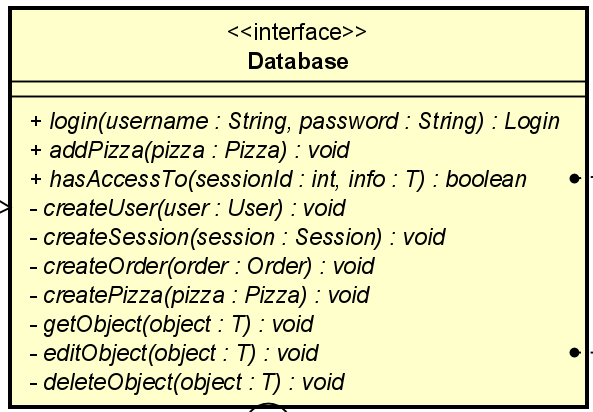 <<interface>>
Database
+ login(username : String, password : String) : Login
+ addPizza(pizza : Pizza) : void
+ hasAccessTo(sessionId : int, info : T) : boolean
- createUser(user : User) : void
- createSession(session : Session) : void
- createOrder(order : Order) : void
- createPizza(pizza : Pizza) : void
- getObject(object : T) : void
- editObject(object : T) : void
- deleteObject(object : T) : void